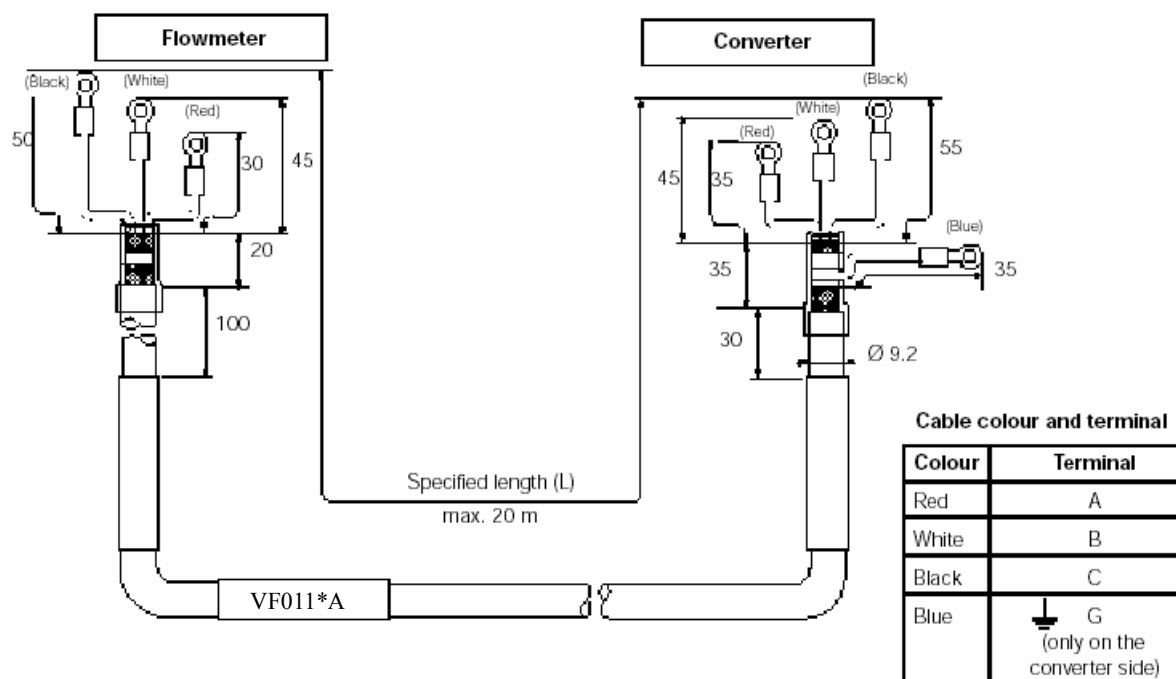 Flowmeter
Converter
(Black)
(White)
(Red)
50
30
45
20
100
(Black)
(White)
(Red)
45
35
55
(Blue)
35
35
30
Ø 9.2
Specified length (L)
max. 20 m
VF011*A
Cable colour and terminal
Colour Terminal
Red A
White B
Black C
Blue G
(only on the
converter side)